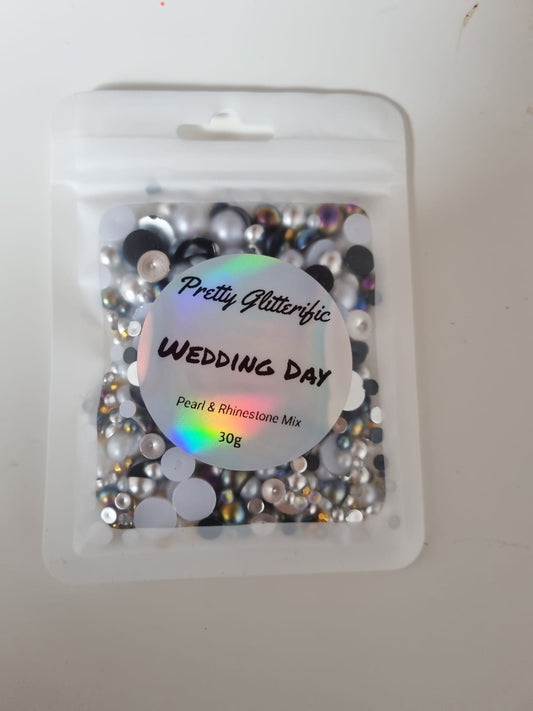 Pretty Glitterific
WEDDING DAY
Pearl & Rhinestone Mix
30g